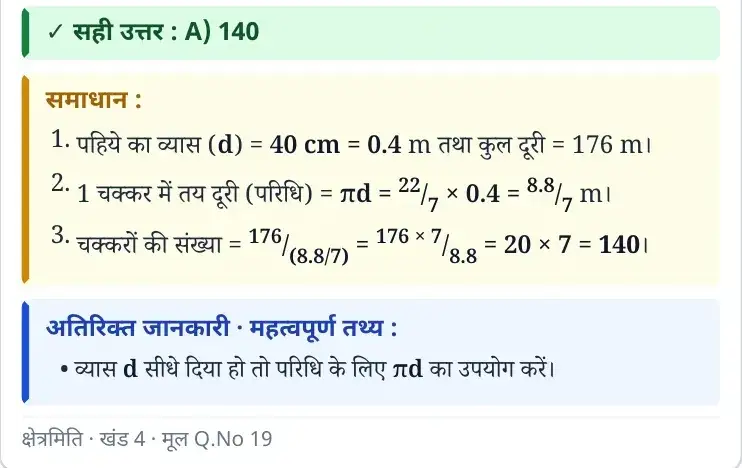 ✓ सही उत्तर : A) 140
समाधान :
1. पहिये का व्यास (d) = 40 cm = 0.4 m तथा कुल दूरी = 176 m।
2. 1 चक्कर में तय दूरी (परिधि) = πd = 22/7 × 0.4 = 8.8/7 m।
3. चक्करों की संख्या = 176/(8.8/7) = 176 × 7/8.8 = 20 × 7 = 140।
अतिरिक्त जानकारी · महत्वपूर्ण तथ्य :
• व्यास d सीधे दिया हो तो परिधि के लिए πd का उपयोग करें।
क्षेत्रमिति · खंड 4 · मूल Q.No 19